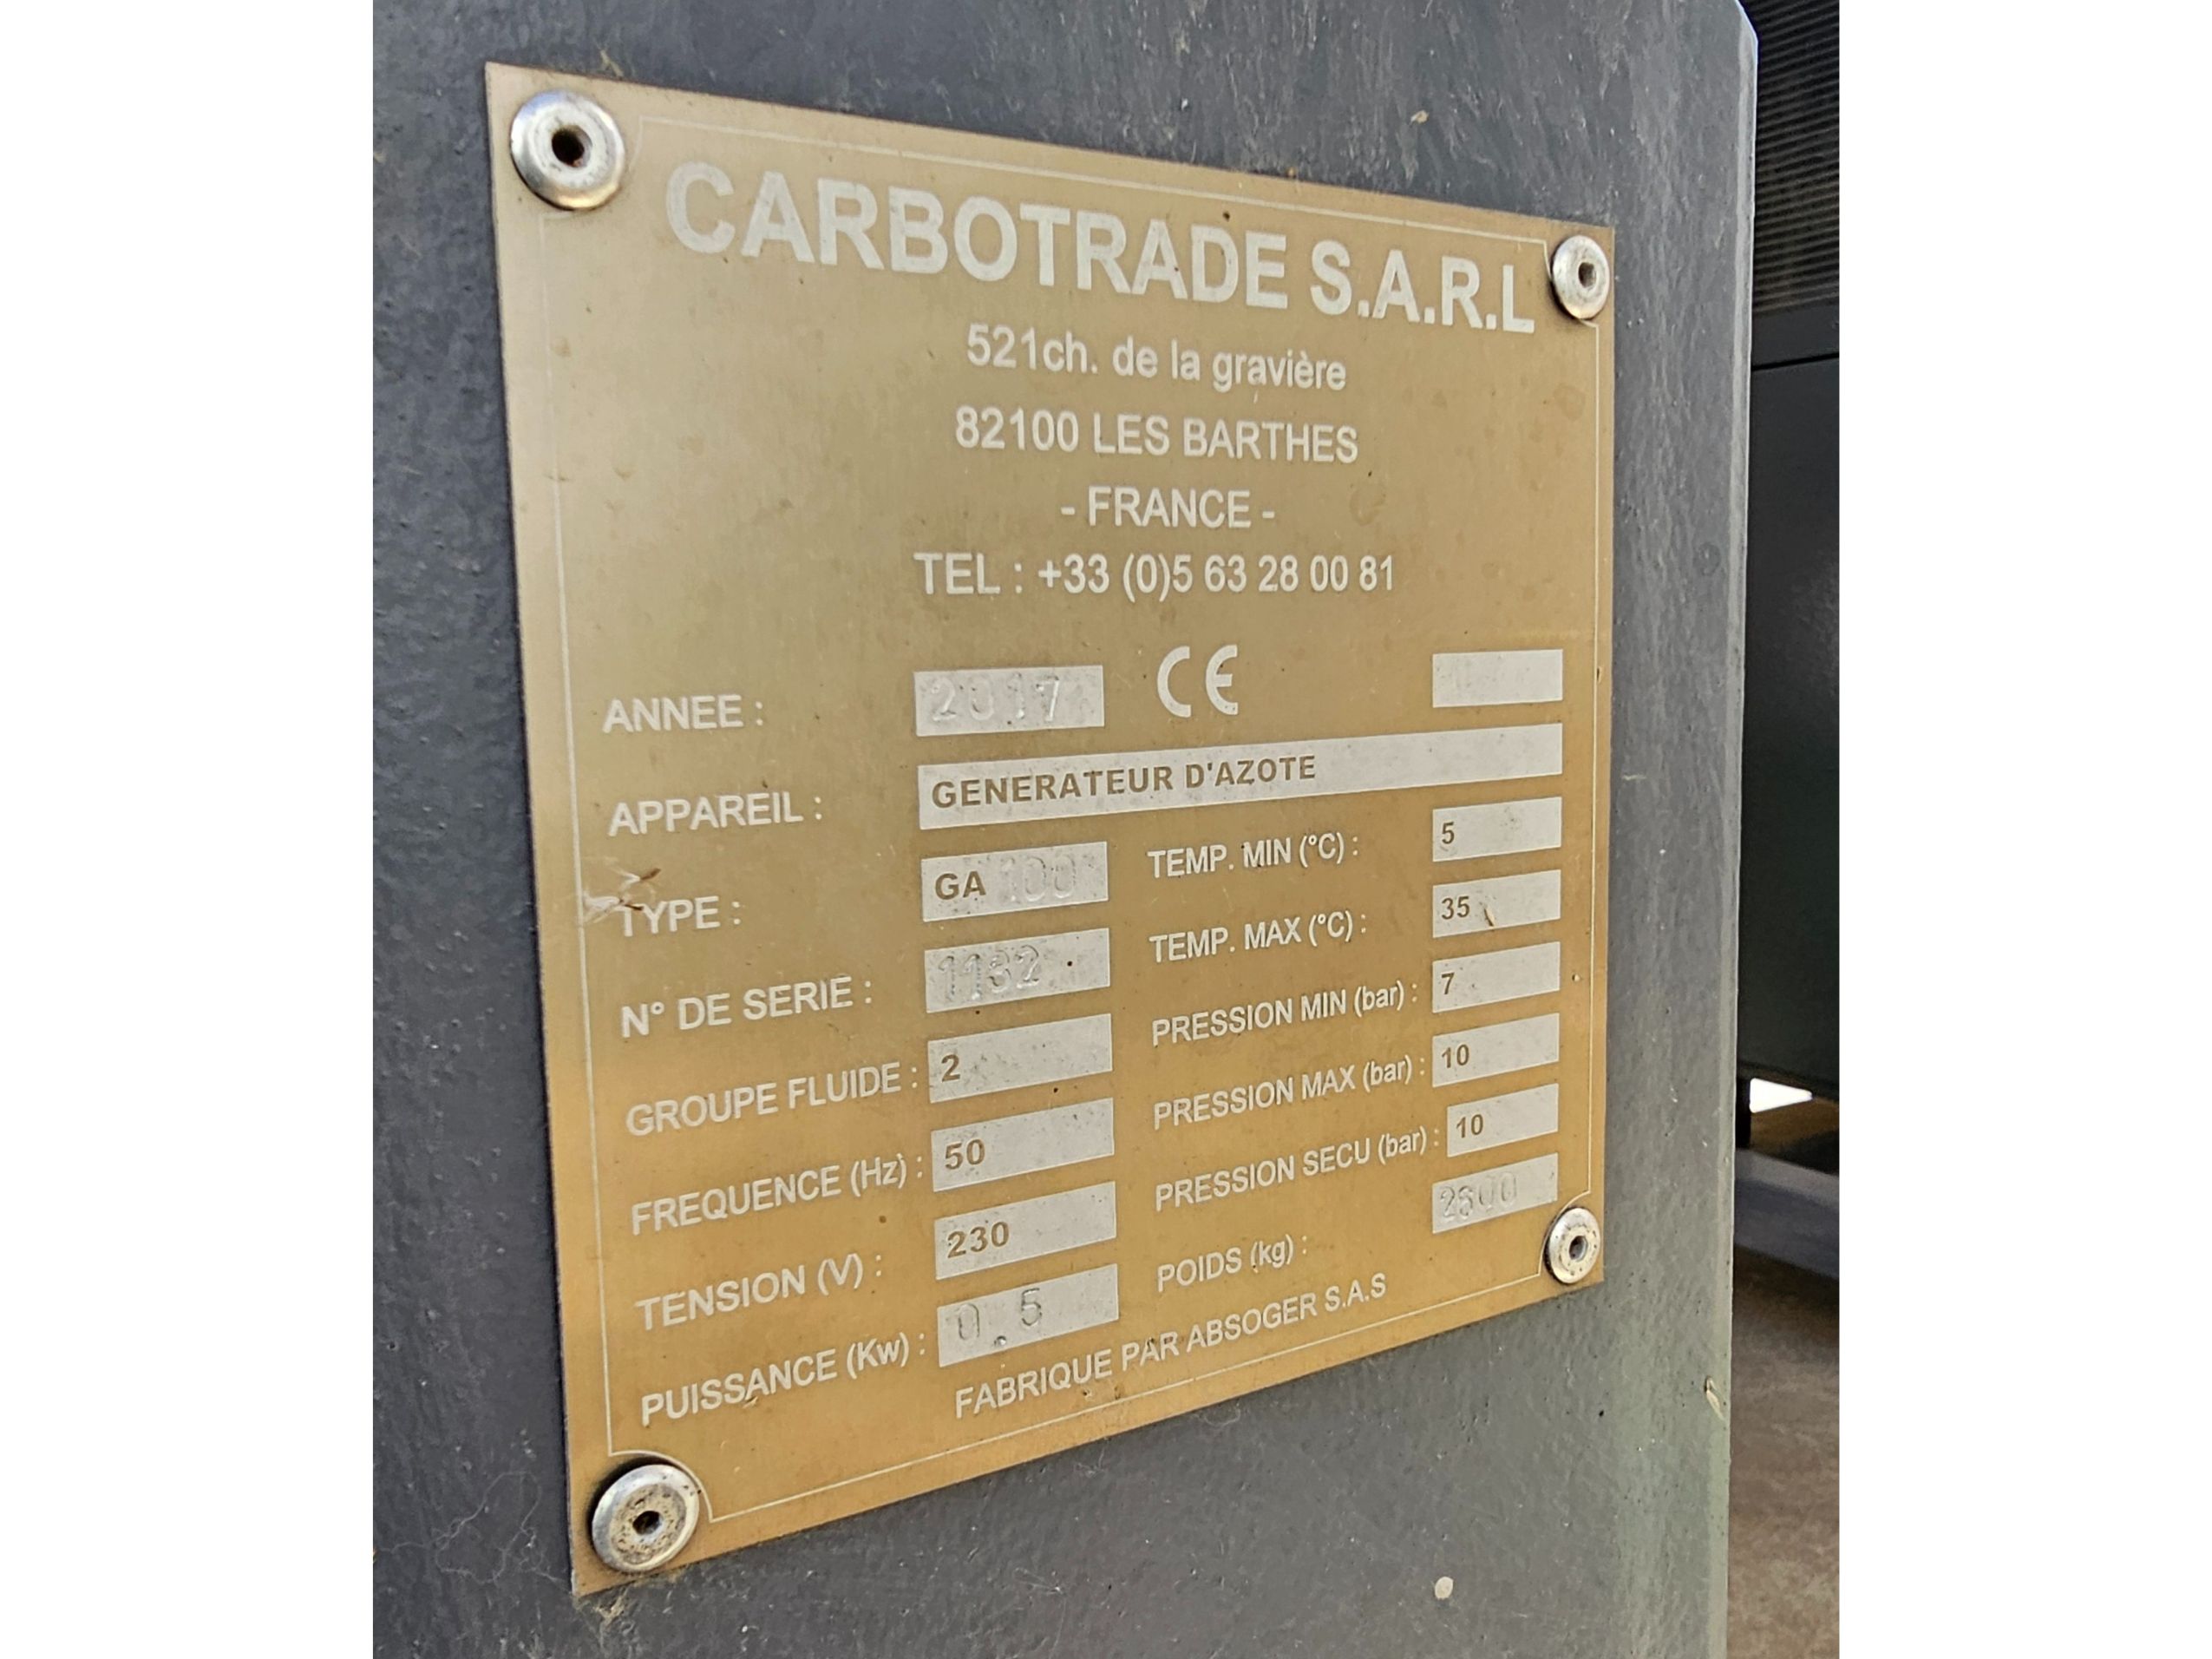 CARBOTRADE S.A.R.L
521ch. de la gravière
82100 LES BARTHES
- FRANCE -
TEL : +33 (0)5 63 28 00 81
ANNEE : 2017 CE
APPAREIL : GENERATEUR D'AZOTE
TYPE : GA 100 TEMP. MIN (°C) : 5
N° DE SERIE : 1132 TEMP. MAX (°C) : 35
GROUPE FLUIDE : 2 PRESSION MIN (bar) : 7
FREQUENCE (Hz) : 50 PRESSION MAX (bar) : 10
TENSION (V) : 230 PRESSION SECU (bar) : 10
PUISSANCE (Kw) : 0.5 POIDS (kg) :
FABRIQUE PAR ABSOGER S.A.S